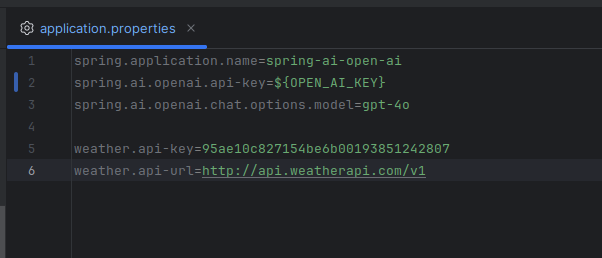 application.properties
1 spring.application.name=spring-ai-open-ai
2 spring.ai.openai.api-key=${OPEN_AI_KEY}
3 spring.ai.openai.chat.options.model=gpt-4o
4
5 weather.api-key=95ae10c827154be6b00193851242807
6 weather.api-url=http://api.weatherapi.com/v1